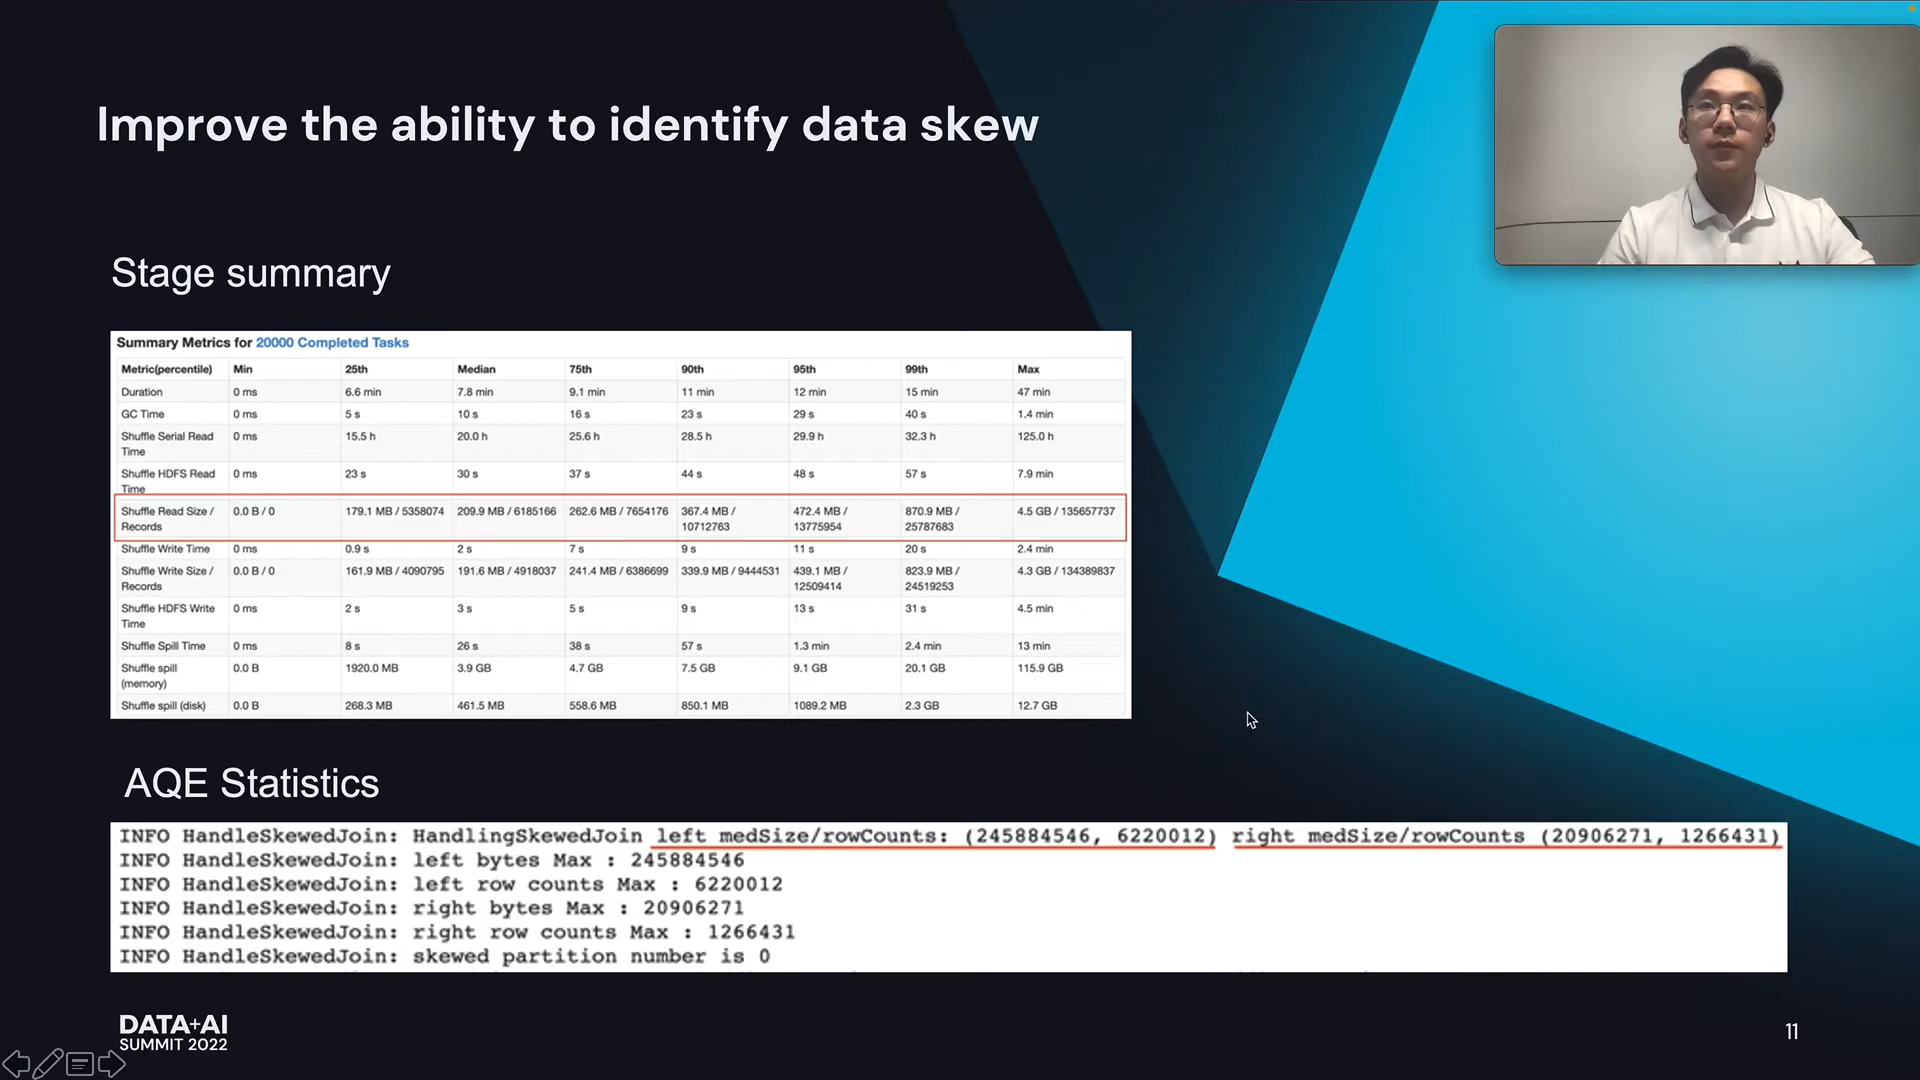 Improve the ability to identify data skew
Stage summary
Summary Metrics for 20000 Completed Tasks
Metric(percentile) Min 25th Median 75th 90th 95th 99th Max
Duration 0 ms 6.6 min 7.8 min 9.1 min 11 min 12 min 15 min 47 min
GC Time 0 ms 5 s 10 s 16 s 23 s 29 s 40 s 1.4 min
Shuffle Serial Read 0 ms 15.5 h 20.0 h 25.6 h 28.5 h 29.9 h 32.3 h 125.0 h
Time
Shuffle HDFS Read 0 ms 23 s 30 s 37 s 44 s 48 s 57 s 7.9 min
Time
Shuffle Read Size / 0.0 B / 0 179.1 MB / 5358074 209.9 MB / 6185166 262.6 MB / 7654176 367.4 MB / 472.4 MB / 870.9 MB / 4.5 GB / 135657737
Records 10712763 13775954 25787683
Shuffle Write Time 0 ms 0.9 s 2 s 7 s 9 s 11 s 20 s 2.4 min
Shuffle Write Size / 0.0 B / 0 161.9 MB / 4090795 191.6 MB / 4918037 241.4 MB / 6386699 339.9 MB / 9444531 439.1 MB / 823.9 MB / 4.3 GB / 134389837
Records 12509414 24519253
Shuffle HDFS Write 0 ms 2 s 3 s 5 s 9 s 13 s 31 s 4.5 min
Time
Shuffle Spill Time 0 ms 8 s 26 s 38 s 57 s 1.3 min 2.4 min 13 min
Shuffle spill 0.0 B 1920.0 MB 3.9 GB 4.7 GB 7.5 GB 9.1 GB 20.1 GB 115.9 GB
(memory)
Shuffle spill (disk) 0.0 B 268.3 MB 461.5 MB 558.6 MB 850.1 MB 1089.2 MB 2.3 GB 12.7 GB
AQE Statistics
INFO HandleSkewedJoin: HandlingSkewedJoin left medSize/rowCounts: (245884546, 6220012) right medSize/rowCounts (20906271, 1266431)
INFO HandleSkewedJoin: left bytes Max : 245884546
INFO HandleSkewedJoin: left row counts Max : 6220012
INFO HandleSkewedJoin: right bytes Max : 20906271
INFO HandleSkewedJoin: right row counts Max : 1266431
INFO HandleSkewedJoin: skewed partition number is 0
DATA+AI
SUMMIT 2022
11